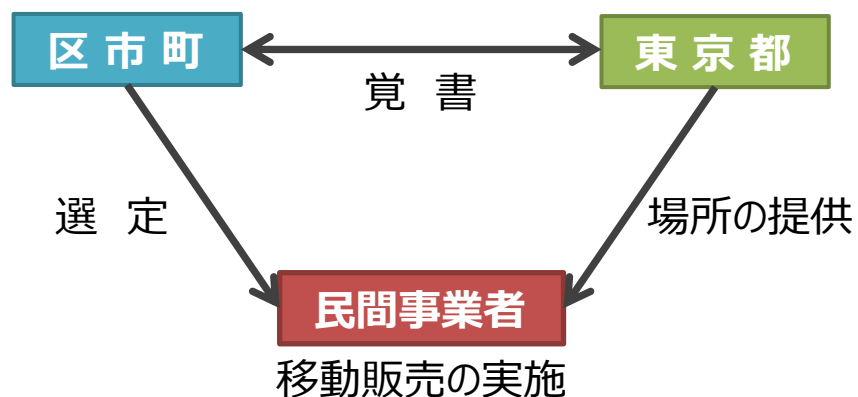 区市町
東京都
覚書
選定
場所の提供
民間事業者
移動販売の実施